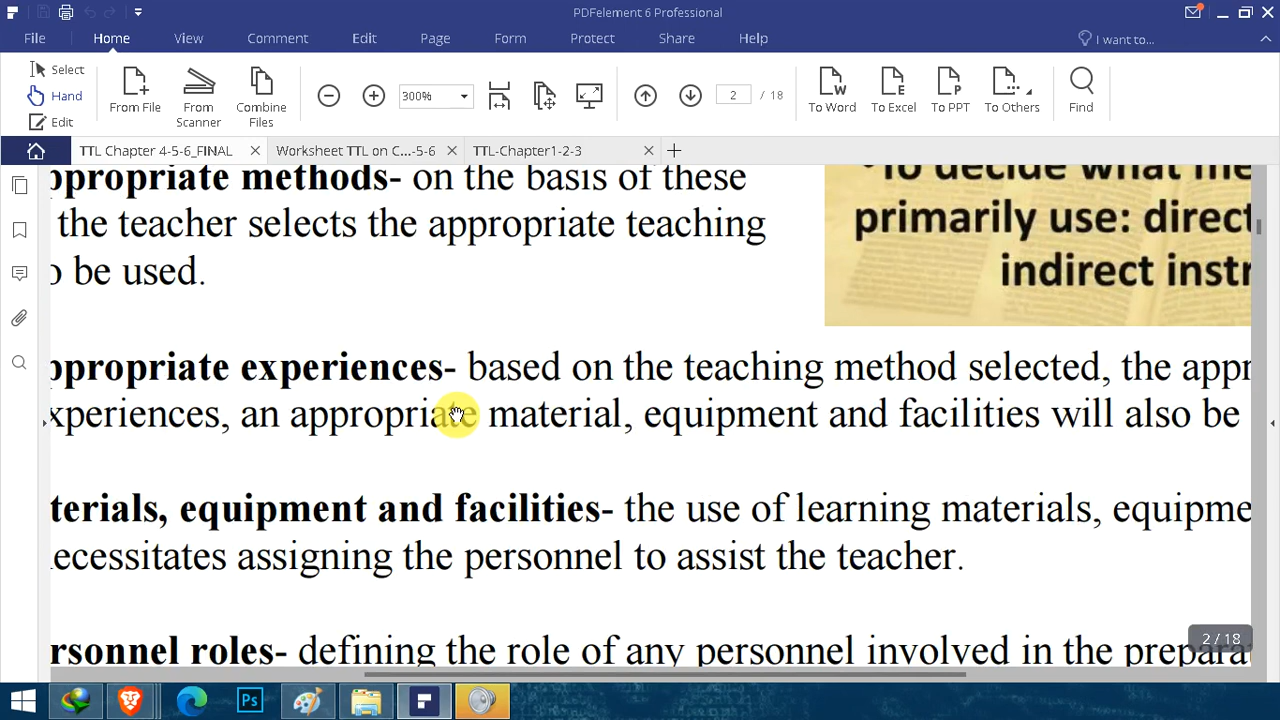 PDFelement 6 Professional
File Home View Comment Edit Page Form Protect Share Help I want to...
Select
Hand
Edit
From File
From Scanner
Combine Files
300%
2 / 18
To Word
To Excel
To PPT
To Others
Find
TTL Chapter 4-5-6_FINAL
Worksheet TTL on C...-5-6
TTL-Chapter1-2-3
ppropriate methods- on the basis of these
the teacher selects the appropriate teaching
o be used.
primarily use: direct
indirect instr
ppropriate experiences- based on the teaching method selected, the appr
xperiences, an appropriate material, equipment and facilities will also be
terials, equipment and facilities- the use of learning materials, equipme
ecessitates assigning the personnel to assist the teacher.
rsonnel roles- defining the role of any personnel involved in the preparat
2 / 18
Ps